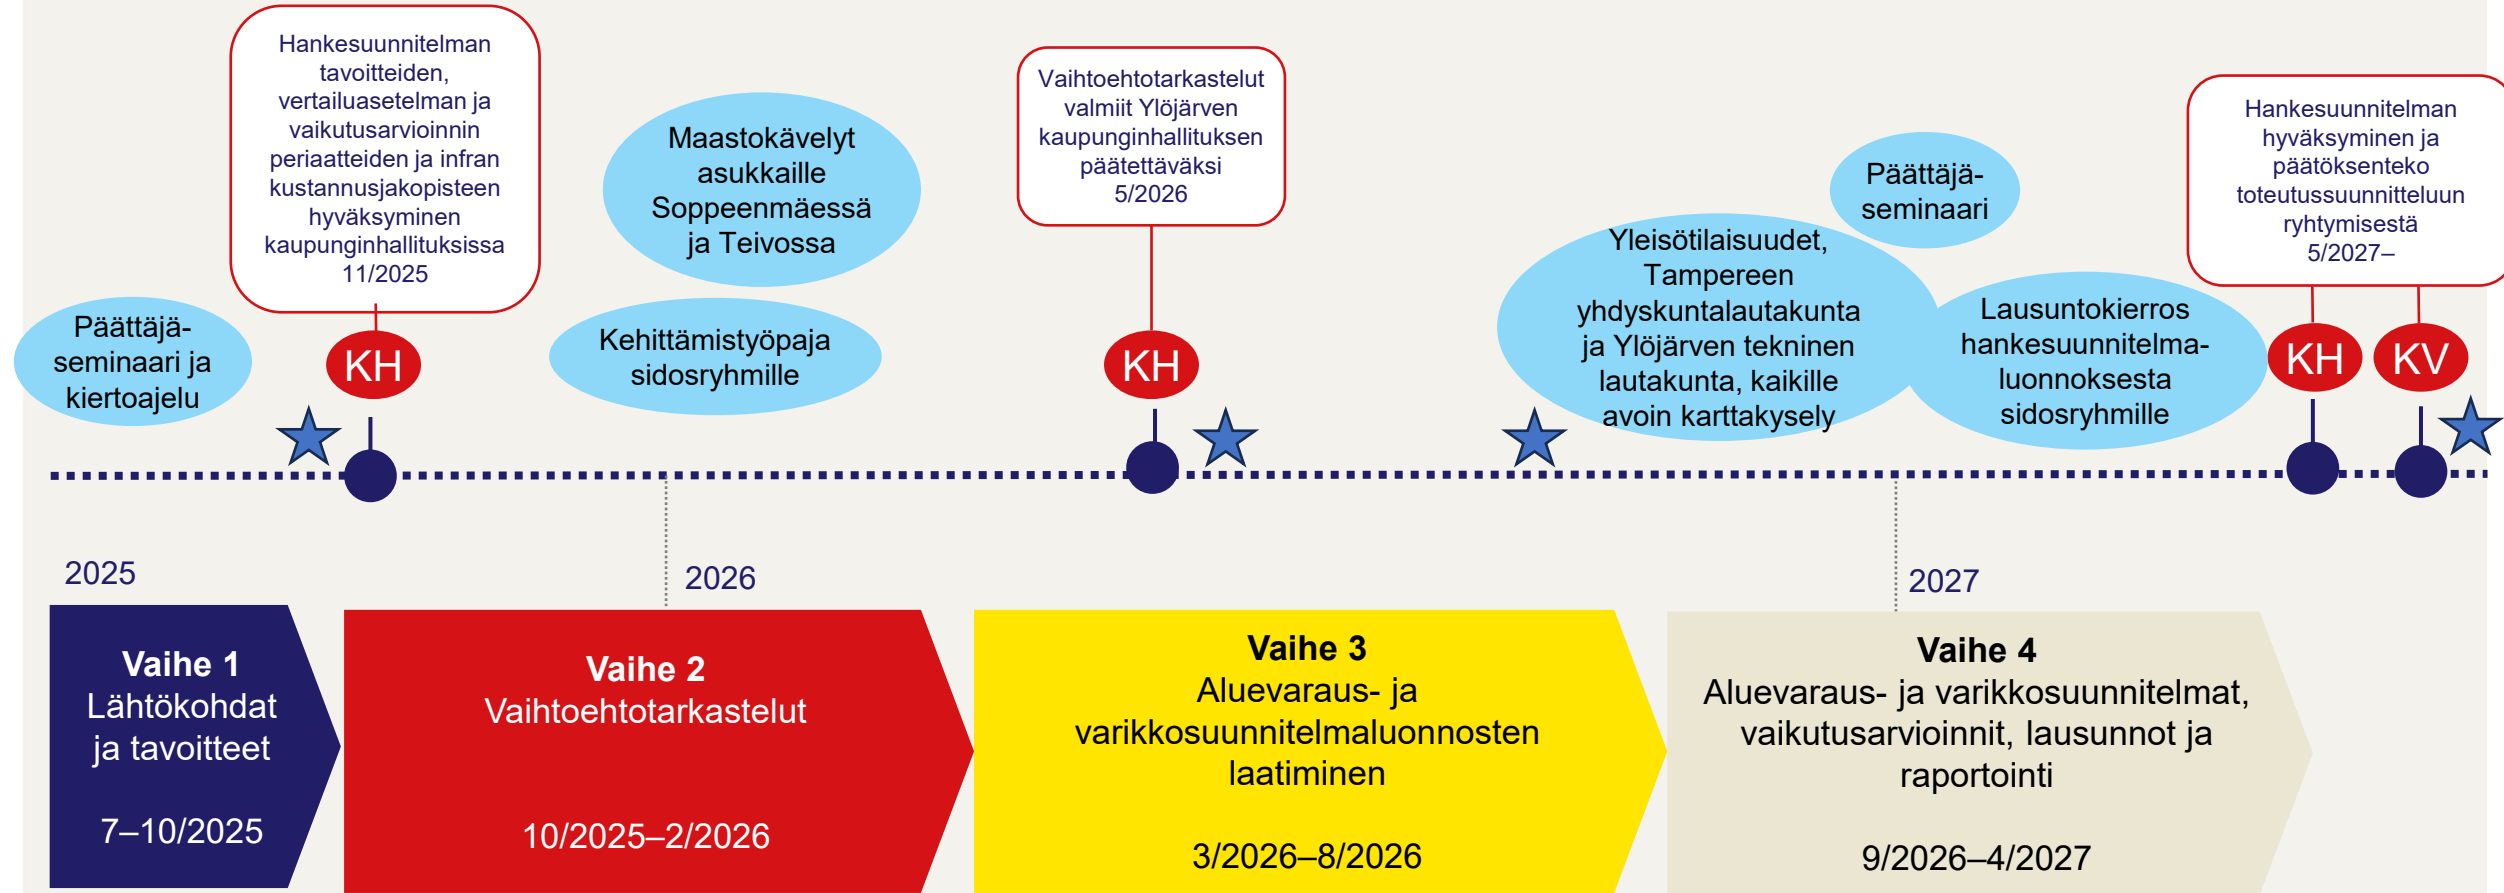 Hankesuunnitelman
tavoitteiden,
vertailuasetelman ja
vaikutusarvioinnin
periaatteiden ja infran
kustannusjakopisteen
hyväksyminen
kaupunginhallituksissa
11/2025
Päättäjä-
seminaari ja
kiertoajelu
KH
Maastokävelyt
asukkaille
Soppeenmäessä
ja Teivossa
Kehittämistyöpaja
sidosryhmille
Vaihtoehtotarkastelut
valmiit Ylöjärven
kaupunginhallituksen
päätettäväksi
5/2026
KH
Yleisötilaisuudet,
Tampereen
yhdyskuntalautakunta
ja Ylöjärven tekninen
lautakunta, kaikille
avoin karttakysely
Päättäjä-
seminaari
Lausuntokierros
hankesuunnitelma-
luonnoksesta
sidosryhmille
Hankesuunnitelman
hyväksyminen ja
päätöksenteko
toteutussuunnitteluun
ryhtymisestä
5/2027–
KH
KV
2025
2026
2027
Vaihe 1
Lähtökohdat
ja tavoitteet
7–10/2025
Vaihe 2
Vaihtoehtotarkastelut
10/2025–2/2026
Vaihe 3
Aluevaraus- ja
varikkosuunnitelmaluonnosten
laatiminen
3/2026–8/2026
Vaihe 4
Aluevaraus- ja varikkosuunnitelmat,
vaikutusarvioinnit, lausunnot ja
raportointi
9/2026–4/2027